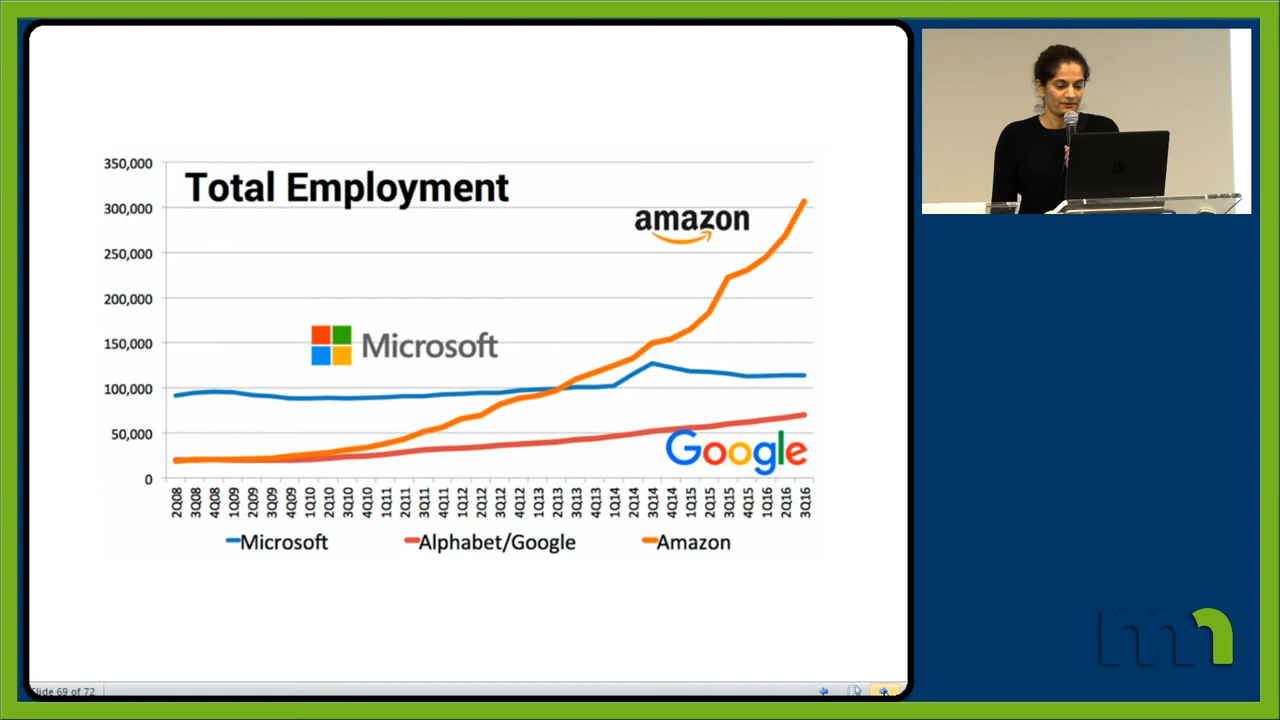 Total Employment
350,000
300,000
250,000
200,000
150,000
100,000
50,000
0
amazon
Microsoft
Google
2Q08 3Q08 4Q08 1Q09 2Q09 3Q09 4Q09 1Q10 2Q10 3Q10 4Q10 1Q11 2Q11 3Q11 4Q11 1Q12 2Q12 3Q12 4Q12 1Q13 2Q13 3Q13 4Q13 1Q14 2Q14 3Q14 4Q14 1Q15 2Q15 3Q15 4Q15 1Q16 2Q16 3Q16
Microsoft Alphabet/Google Amazon
Slide 69 of 72
hp
mn